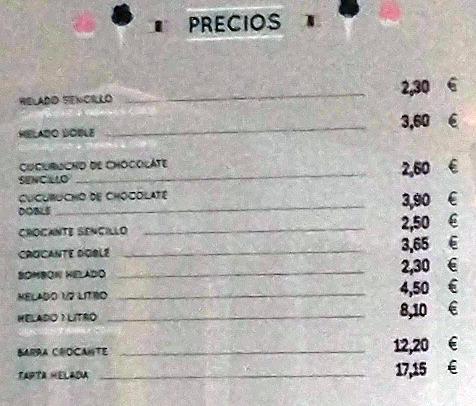 PRECIOS
HELADO SENCILLO 2,30 €
HELADO DOBLE 3,60 €
CUCURUCHO DE CHOCOLATE
SENCILLO 2,60 €
CUCURUCHO DE CHOCOLATE
DOBLE 3,90 €
CROCANTE SENCILLO 2,50 €
CROCANTE DOBLE 3,65 €
BOMBON HELADO 2,30 €
HELADO 1/2 LITRO 4,50 €
HELADO 1 LITRO 8,10 €
BARRA CROCANTE 12,20 €
TARTA HELADA 17,15 €